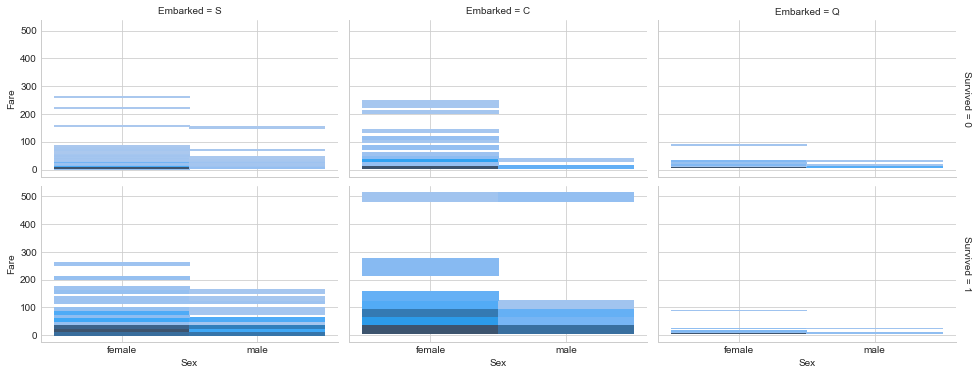 Embarked = S
Embarked = C
Embarked = Q
500
400
300
200
100
0
Fare
Survived = 0
500
400
300
200
100
0
Fare
Survived = 1
female
male
female
male
female
male
Sex
Sex
Sex